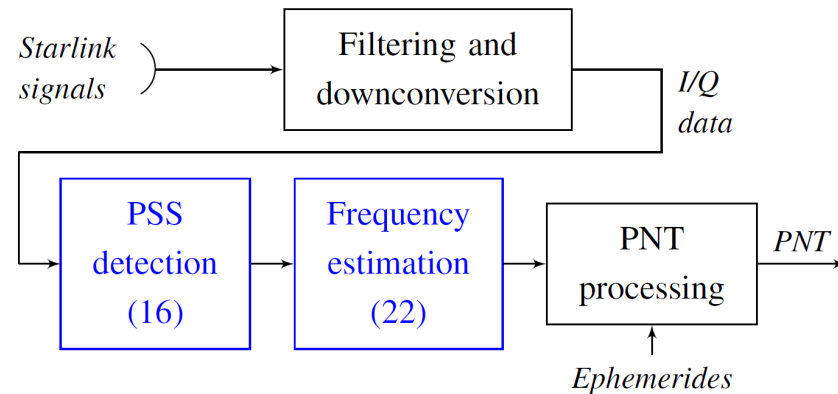 Starlink
signals
Filtering and
downconversion
I/Q
data
PSS
detection
(16)
Frequency
estimation
(22)
PNT
processing
PNT
Ephemerides